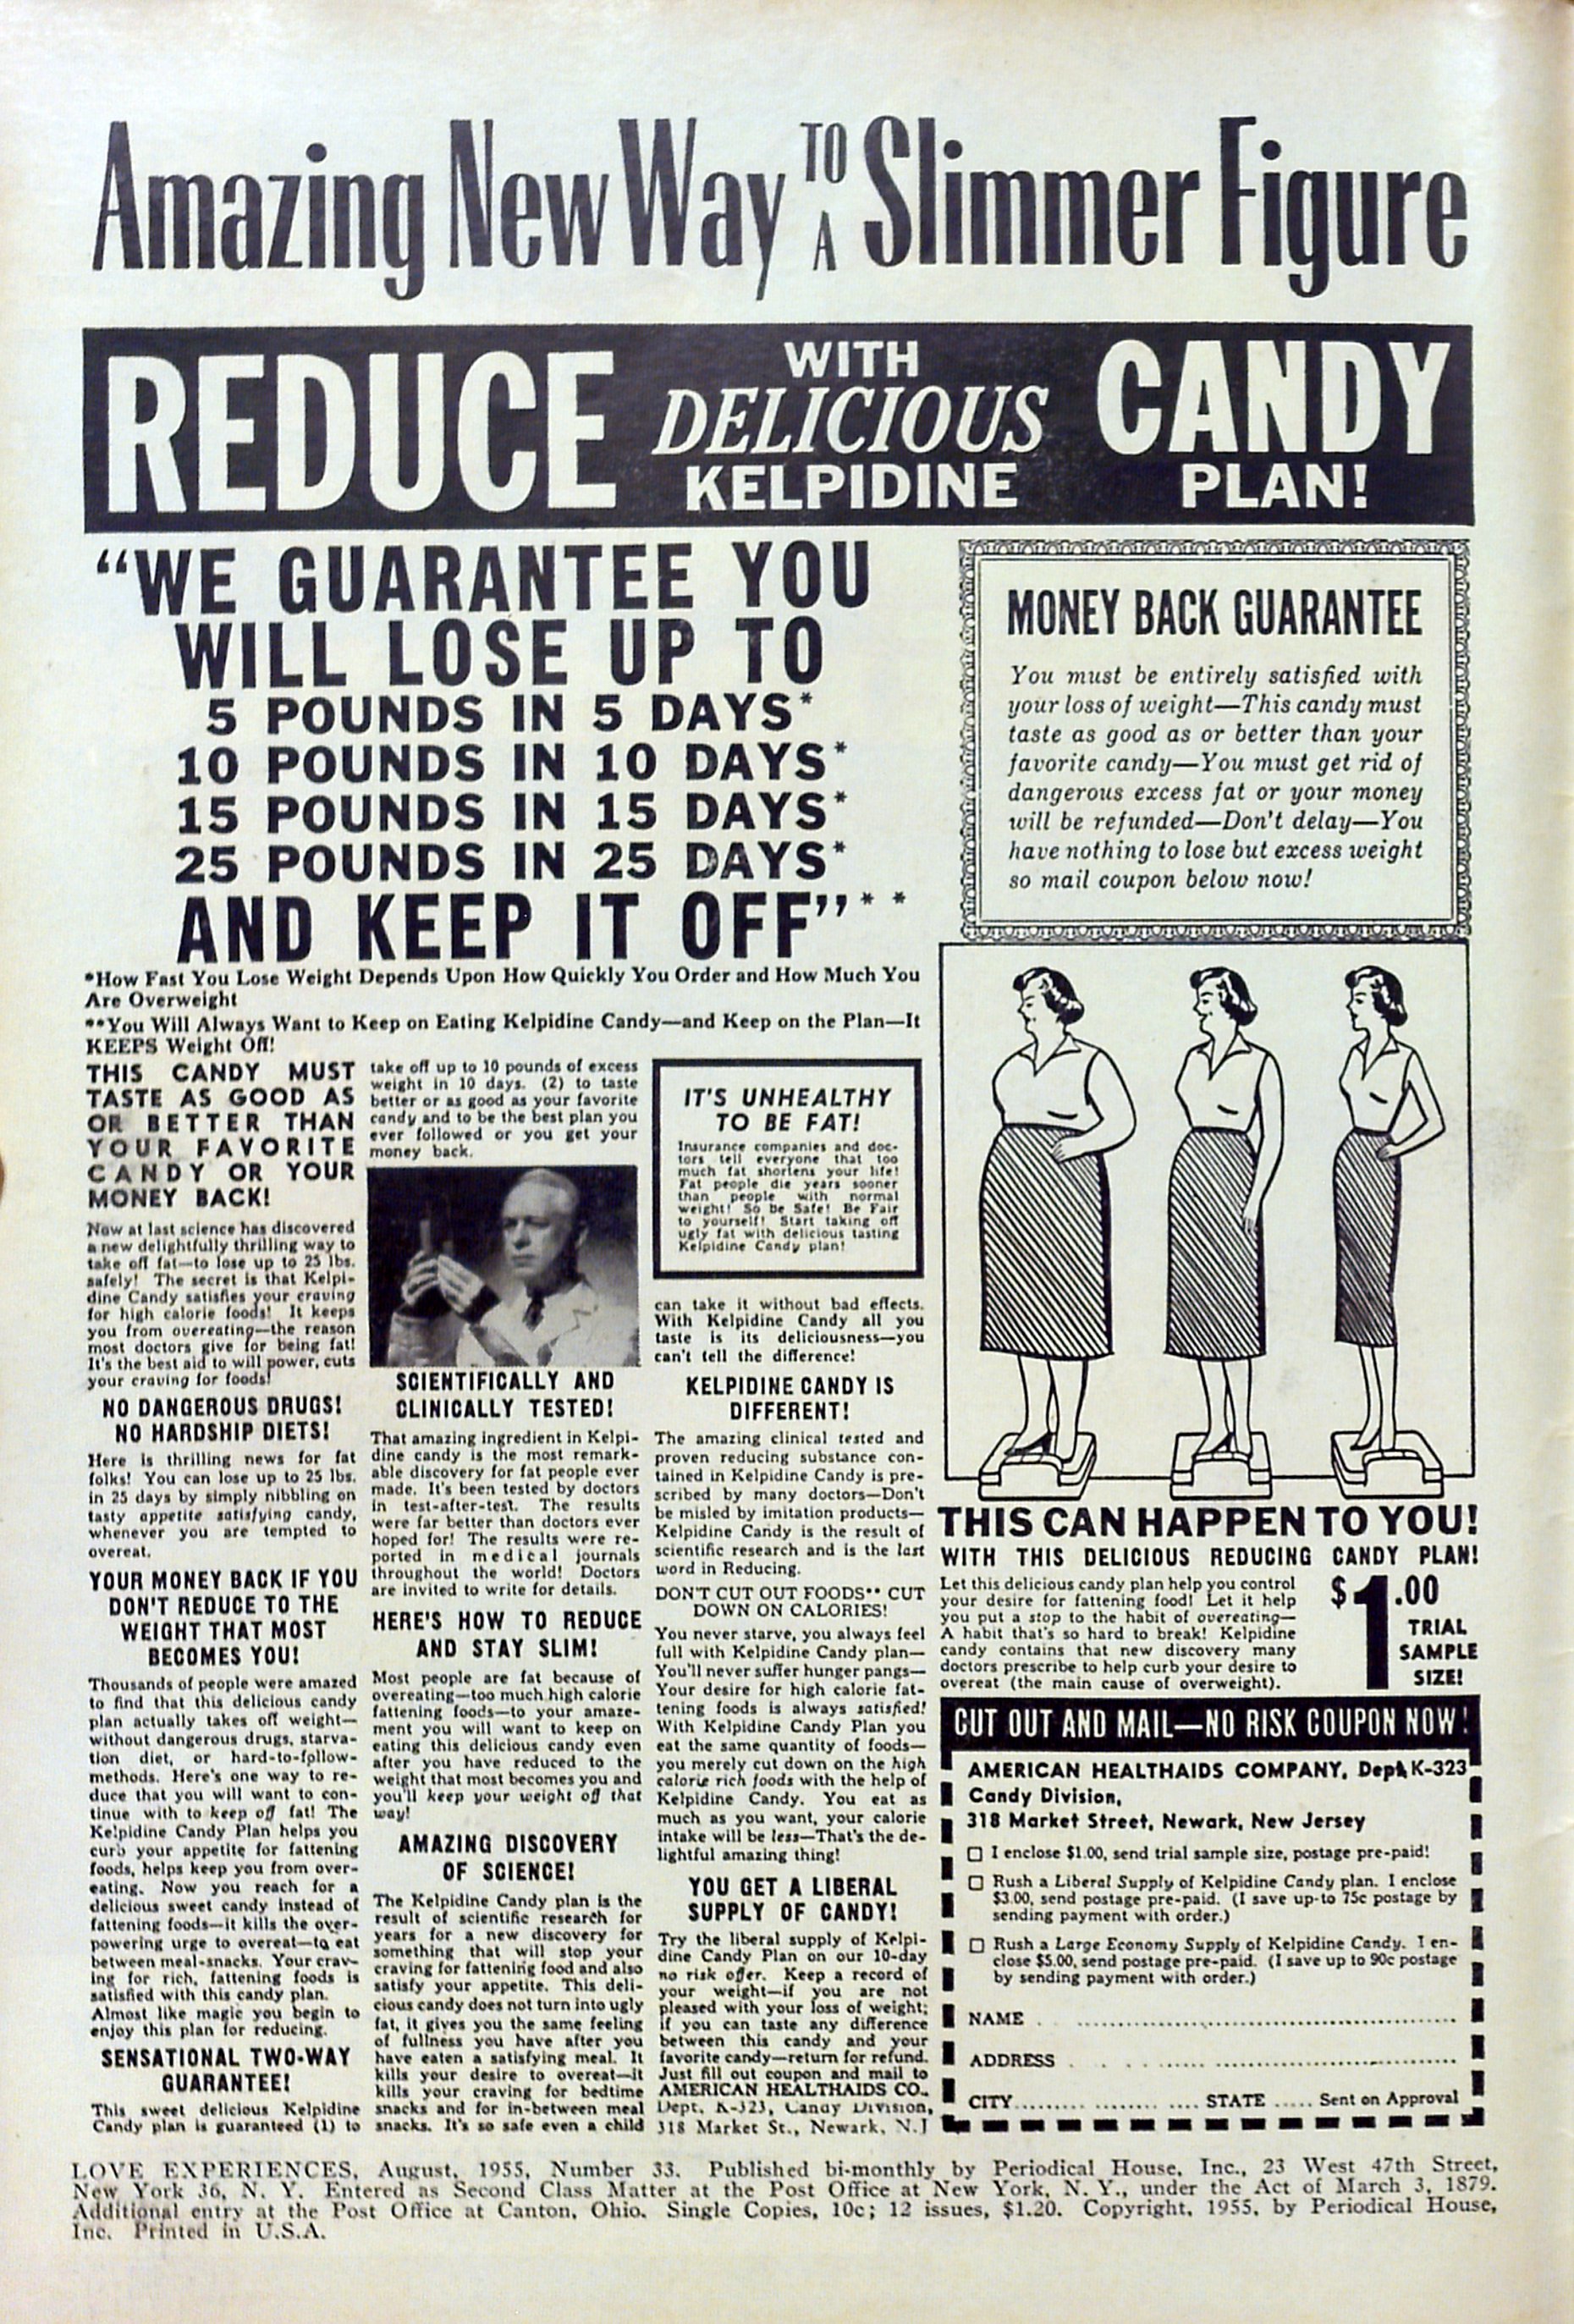 Amazing New Way TO A Slimmer Figure
REDUCE WITH DELICIOUS KELPIDINE CANDY PLAN!
“WE GUARANTEE YOU
WILL LOSE UP TO
5 POUNDS IN 5 DAYS*
10 POUNDS IN 10 DAYS*
15 POUNDS IN 15 DAYS*
25 POUNDS IN 25 DAYS*
AND KEEP IT OFF”**
*How Fast You Lose Weight Depends Upon How Quickly You Order and How Much You
Are Overweight
**You Will Always Want to Keep on Eating Kelpidine Candy—and Keep on the Plan—It
KEEPS Weight Off!
THIS CANDY MUST
TASTE AS GOOD AS
OR BETTER THAN
YOUR FAVORITE
CANDY OR YOUR
MONEY BACK!
Now at last science has discovered
a new delightfully thrilling way to
take off fat—to lose up to 25 lbs.
safely! The secret is that Kelpi-
dine Candy satisfies your craving
for high calorie foods! It keeps
you from overeating—the reason
most doctors give for being fat!
It's the best aid to will power, cuts
your craving for foods!
NO DANGEROUS DRUGS!
NO HARDSHIP DIETS!
Here is thrilling news for fat
folks! You can lose up to 25 lbs.
in 25 days by simply nibbling on
tasty appetite satisfying candy,
whenever you are tempted to
overeat.
YOUR MONEY BACK IF YOU
DON'T REDUCE TO THE
WEIGHT THAT MOST
BECOMES YOU!
Thousands of people were amazed
to find that this delicious candy
plan actually takes off weight—
without dangerous drugs, starva-
tion diet, or hard-to-follow-
methods. Here's one way to re-
duce that you will want to con-
tinue with to keep off fat! The
Kelpidine Candy Plan helps you
curb your appetite for fattening
foods, helps keep you from over-
eating. Now you reach for a
delicious sweet candy instead of
fattening foods—it kills the over-
powering urge to overeat—to eat
between meal-snacks. Your crav-
ing for rich, fattening foods is
satisfied with this candy plan.
Almost like magic you begin to
enjoy this plan for reducing.
SENSATIONAL TWO-WAY
GUARANTEE!
This sweet delicious Kelpidine
Candy plan is guaranteed (1) to
take off up to 10 pounds of excess
weight in 10 days. (2) to taste
better or as good as your favorite
candy and to be the best plan you
ever followed or you get your
money back.
SCIENTIFICALLY AND
CLINICALLY TESTED!
That amazing ingredient in Kelpi-
dine candy is the most remark-
able discovery for fat people ever
made. It's been tested by doctors
in test-after-test. The results
were far better than doctors ever
hoped for! The results were re-
ported in medical journals
throughout the world! Doctors
are invited to write for details.
HERE'S HOW TO REDUCE
AND STAY SLIM!
Most people are fat because of
overeating—too much high calorie
fattening foods—to your amaze-
ment you will want to keep on
eating this delicious candy even
after you have reduced to the
weight that most becomes you and
you'll keep your weight off that
way!
AMAZING DISCOVERY
OF SCIENCE!
The Kelpidine Candy plan is the
result of scientific research for
years for a new discovery for
something that will stop your
craving for fattening food and also
satisfy your appetite. This deli-
cious candy does not turn into ugly
fat, it gives you the same feeling
of fullness you have after you
have eaten a satisfying meal. It
kills your desire to overeat—it
kills your craving for bedtime
snacks and for in-between meal
snacks. It's so safe even a child
IT'S UNHEALTHY
TO BE FAT!
Insurance companies and doc-
tors tell everyone that too
much fat shortens your life!
Fat people die years sooner
than people with normal
weight! So be Safe! Be Fair
to yourself! Start taking off
ugly fat with delicious tasting
Kelpidine Candy plan!
can take it without bad effects.
With Kelpidine Candy all you
taste is its deliciousness—you
can't tell the difference!
KELPIDINE CANDY IS
DIFFERENT!
The amazing clinical tested and
proven reducing substance con-
tained in Kelpidine Candy is pre-
scribed by many doctors—Don't
be misled by imitation products—
Kelpidine Candy is the result of
scientific research and is the last
word in Reducing.
DON'T CUT OUT FOODS** CUT
DOWN ON CALORIES!
You never starve, you always feel
full with Kelpidine Candy plan—
You'll never suffer hunger pangs—
Your desire for high calorie fat-
tening foods is always satisfied!
With Kelpidine Candy Plan you
eat the same quantity of foods—
you merely cut down on the high
calorie rich foods with the help of
Kelpidine Candy. You eat as
much as you want, your calorie
intake will be less—That's the de-
lightful amazing thing!
YOU GET A LIBERAL
SUPPLY OF CANDY!
Try the liberal supply of Kelpi-
dine Candy Plan on our 10-day
no risk offer. Keep a record of
your weight—if you are not
pleased with your loss of weight;
if you can taste any difference
between this candy and your
favorite candy—return for refund.
Just fill out coupon and mail to
AMERICAN HEALTHAIDS CO.,
Dept. K-323, Candy Division,
318 Market St., Newark, N.J
MONEY BACK GUARANTEE
You must be entirely satisfied with
your loss of weight—This candy must
taste as good as or better than your
favorite candy—You must get rid of
dangerous excess fat or your money
will be refunded—Don't delay—You
have nothing to lose but excess weight
so mail coupon below now!
THIS CAN HAPPEN TO YOU!
WITH THIS DELICIOUS REDUCING CANDY PLAN!
Let this delicious candy plan help you control
your desire for fattening food! Let it help
you put a stop to the habit of overeating—
A habit that's so hard to break! Kelpidine
candy contains that new discovery many
doctors prescribe to help curb your desire to
overeat (the main cause of overweight).
$1.00
TRIAL
SAMPLE
SIZE!
CUT OUT AND MAIL—NO RISK COUPON NOW!
AMERICAN HEALTHAIDS COMPANY, Dept. K-323
Candy Division,
318 Market Street, Newark, New Jersey
I enclose $1.00, send trial sample size, postage pre-paid!
Rush a Liberal Supply of Kelpidine Candy plan. I enclose
$3.00, send postage pre-paid. (I save up-to 75c postage by
sending payment with order.)
Rush a Large Economy Supply of Kelpidine Candy. I en-
close $5.00, send postage pre-paid. (I save up to 90c postage
by sending payment with order.)
NAME
ADDRESS
CITY.................... STATE ..... Sent on Approval
LOVE EXPERIENCES, August, 1955, Number 33. Published bi-monthly by Periodical House, Inc., 23 West 47th Street,
New York 36, N. Y. Entered as Second Class Matter at the Post Office at New York, N. Y., under the Act of March 3, 1879.
Additional entry at the Post Office at Canton, Ohio. Single Copies, 10c; 12 issues, $1.20. Copyright, 1955, by Periodical House,
Inc. Printed in U.S.A.